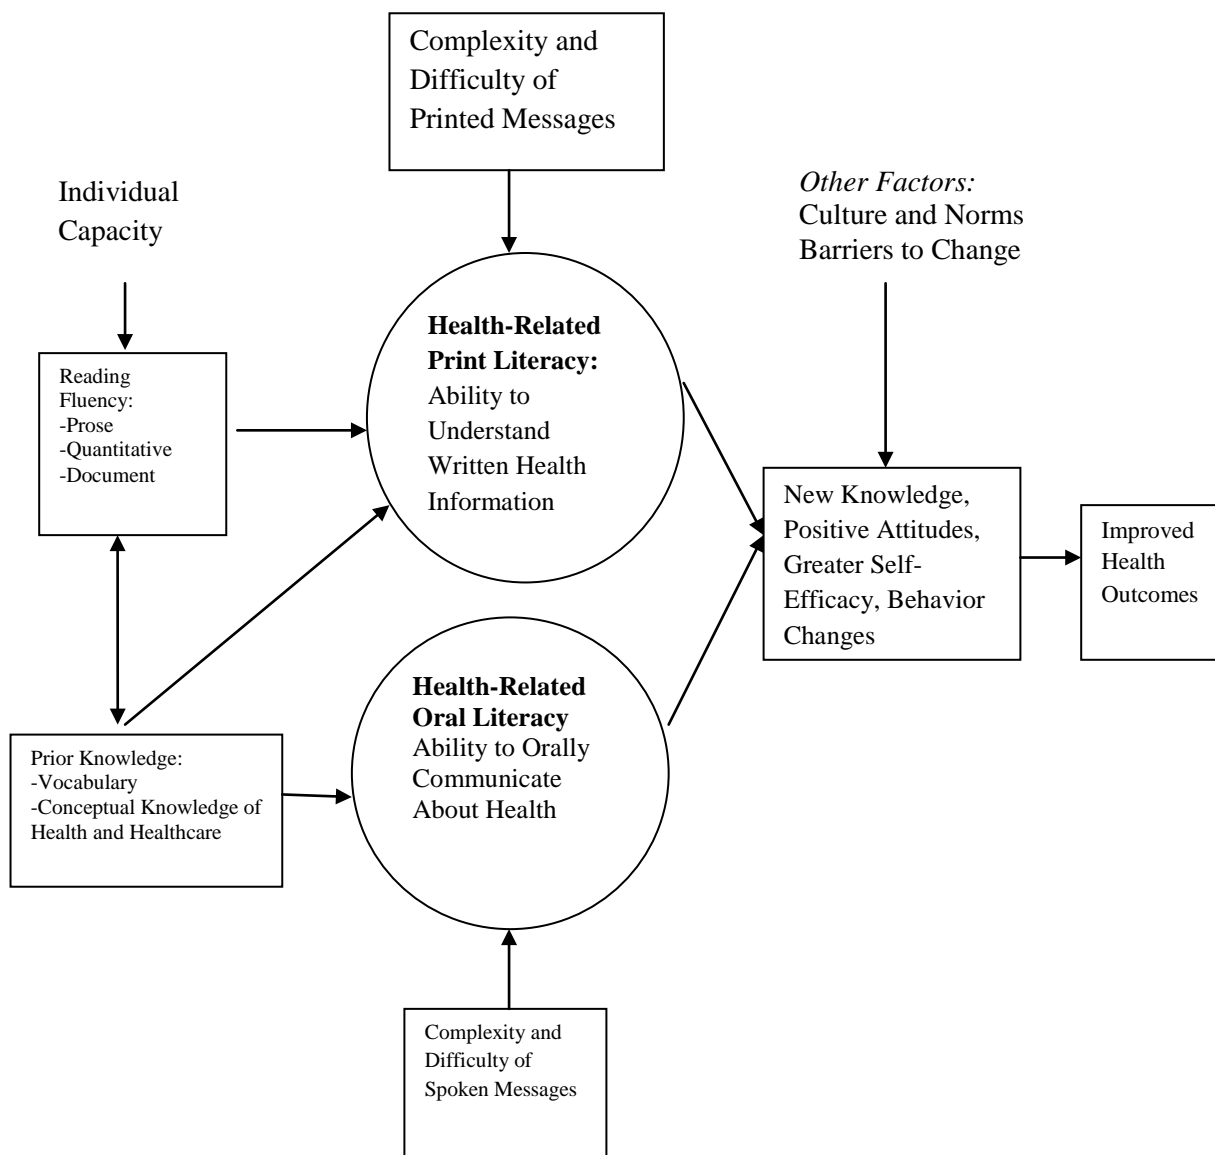 Complexity and
Difficulty of
Printed Messages
Individual
Capacity
Other Factors:
Culture and Norms
Barriers to Change
Reading
Fluency:
-Prose
-Quantitative
-Document
Health-Related
Print Literacy:
Ability to
Understand
Written Health
Information
New Knowledge,
Positive Attitudes,
Greater Self-
Efficacy, Behavior
Changes
Improved
Health
Outcomes
Prior Knowledge:
-Vocabulary
-Conceptual Knowledge of
Health and Healthcare
Health-Related
Oral Literacy
Ability to Orally
Communicate
About Health
Complexity and
Difficulty of
Spoken Messages